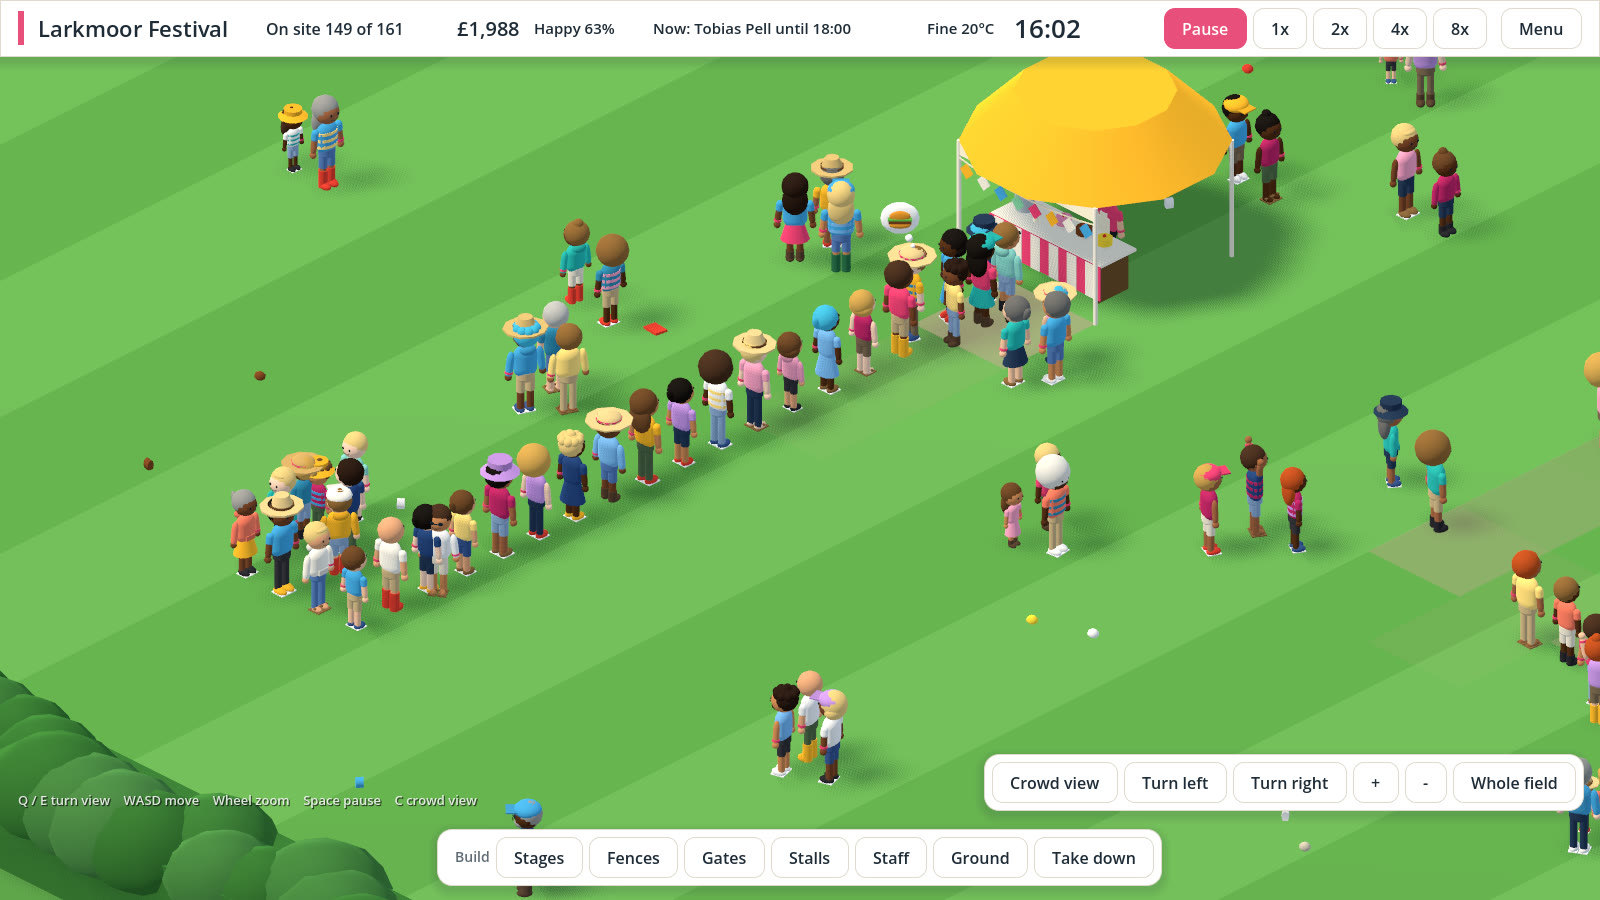 Larkmoor Festival
On site 149 of 161
£1,988
Happy 63%
Now: Tobias Pell until 18:00
Fine 20°C
16:02
Pause
1x
2x
4x
8x
Menu
Crowd view
Turn left
Turn right
+
-
Whole field
Q / E turn view
WASD move
Wheel zoom
Space pause
C crowd view
Build
Stages
Fences
Gates
Stalls
Staff
Ground
Take down